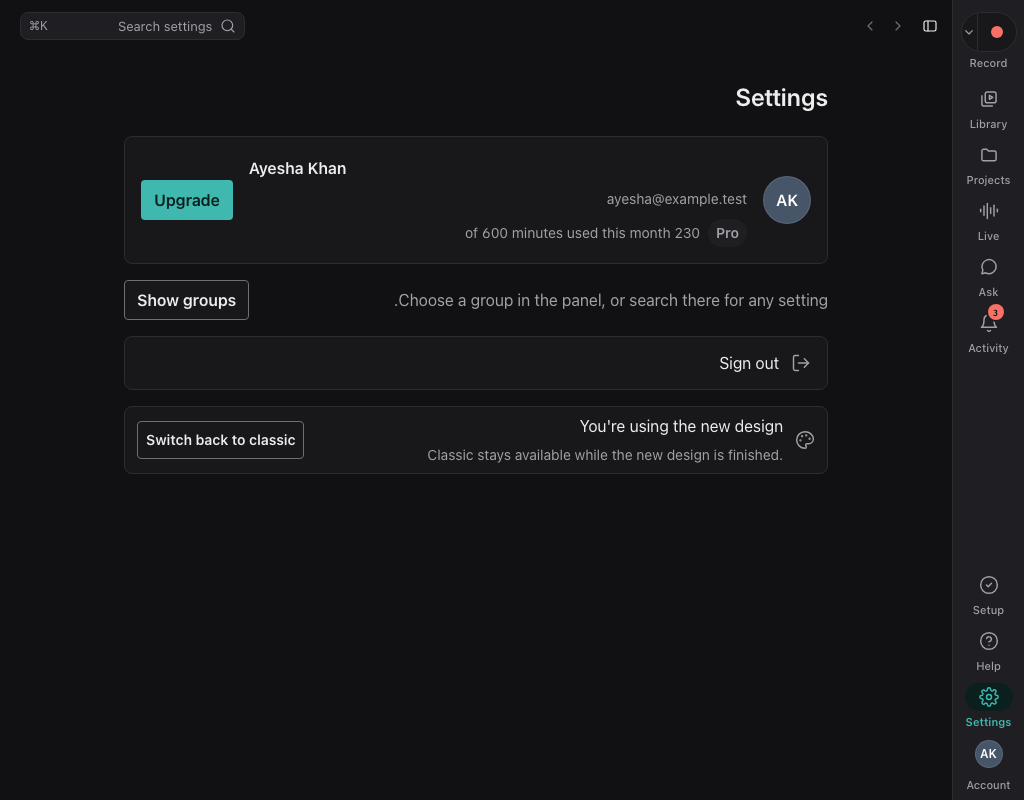 ⌘K
Search settings
Record
Library
Projects
Live
Ask
3
Activity
Setup
Help
Settings
AK
Account
Settings
Ayesha Khan
ayesha@example.test
of 600 minutes used this month 230
Pro
AK
Upgrade
.Choose a group in the panel, or search there for any setting
Show groups
Sign out
You're using the new design
Classic stays available while the new design is finished.
Switch back to classic